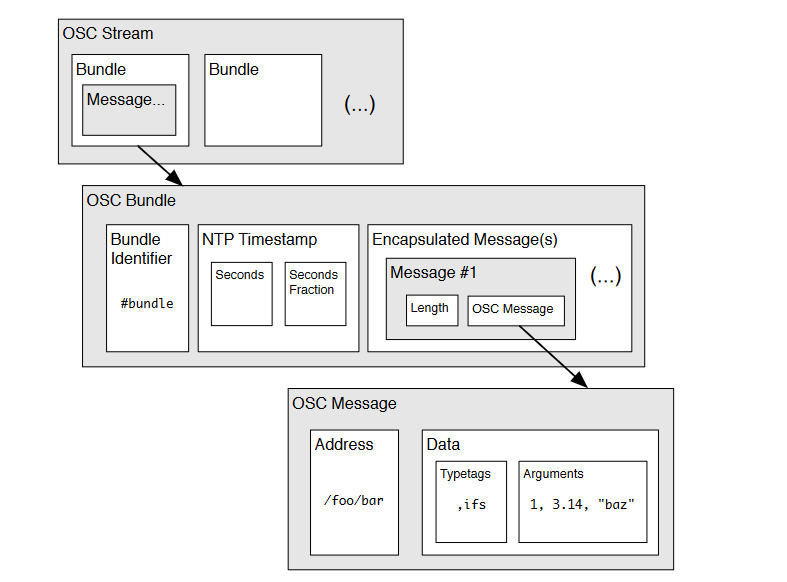 OSC Stream
Bundle
Message...
Bundle
(...)
OSC Bundle
Bundle
Identifier
#bundle
NTP Timestamp
Seconds
Seconds
Fraction
Encapsulated Message(s)
Message #1
Length
OSC Message
(...)
OSC Message
Address
/foo/bar
Data
Typetags
,ifs
Arguments
1, 3.14, "baz"